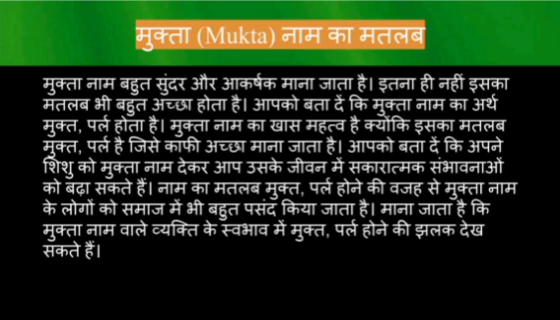 मुक्ता (Mukta) नाम का मतलब
मुक्ता नाम बहुत सुंदर और आकर्षक माना जाता है। इतना ही नहीं इसका
मतलब भी बहुत अच्छा होता है। आपको बता दें कि मुक्ता नाम का अर्थ
मुक्त, पर्ल होता है। मुक्ता नाम का खास महत्व है क्योंकि इसका मतलब
मुक्त, पर्ल है जिसे काफी अच्छा माना जाता है। आपको बता दें कि अपने
शिशु को मुक्ता नाम देकर आप उसके जीवन में सकारात्मक संभावनाओं
को बढ़ा सकते हैं। नाम का मतलब मुक्त, पर्ल होने की वजह से मुक्ता नाम
के लोगों को समाज में भी बहुत पसंद किया जाता है। माना जाता है कि
मुक्ता नाम वाले व्यक्ति के स्वभाव में मुक्त, पर्ल होने की झलक देख
सकते हैं।